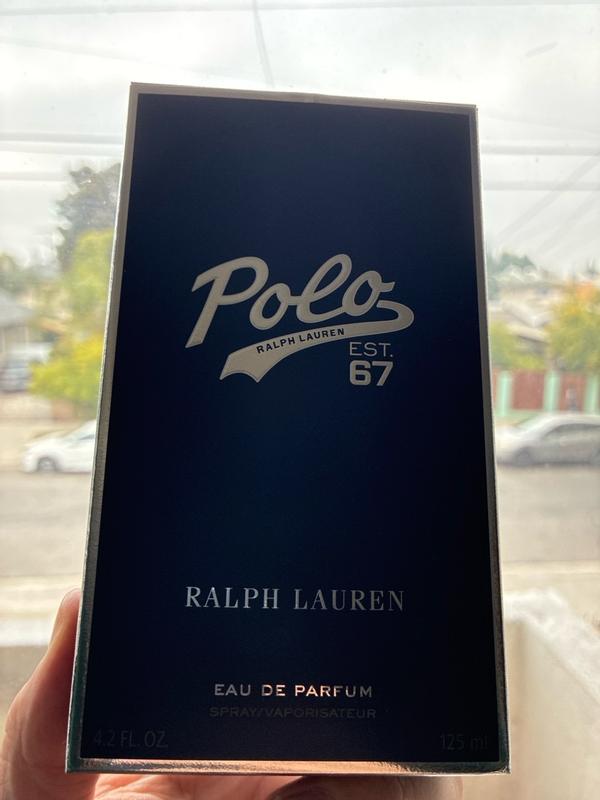 Polo
RALPH LAUREN
EST.
67
RALPH LAUREN
EAU DE PARFUM
SPRAY/VAPORISATEUR
4.2 FL. OZ. 125 ml